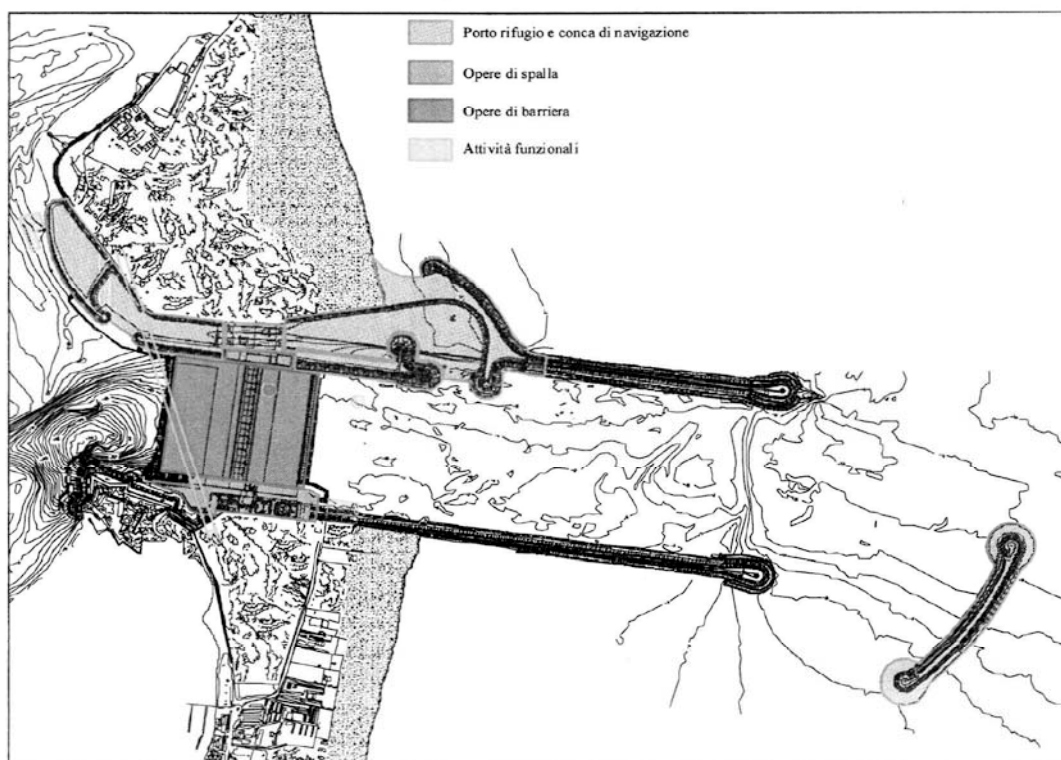 Porto rifugio e conca di navigazione
Opere di spalla
Opere di barriera
Attività funzionali